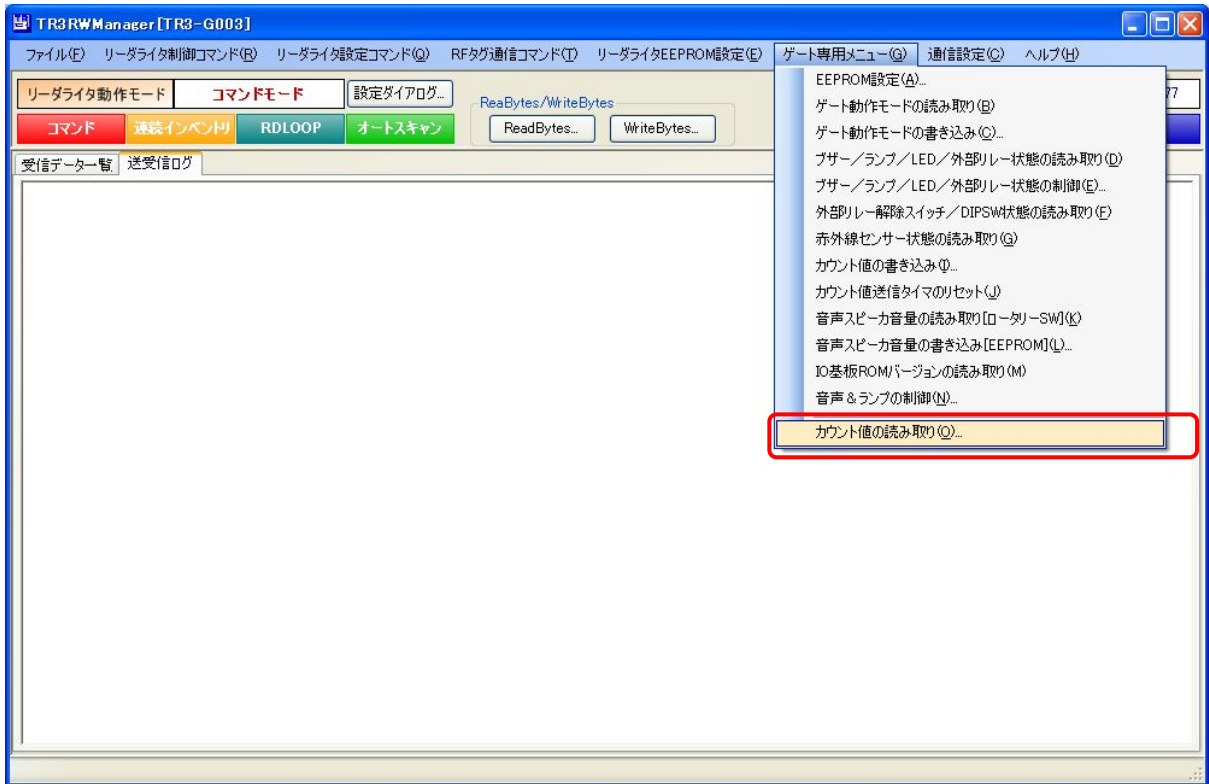 TR3RWManager[TR3-G003]
ファイル(F) リーダライタ制御コマンド(R) リーダライタ設定コマンド(Q) RFタグ通信コマンド(T) リーダライタEEPROM設定(E) ゲート専用メニュー(G) 通信設定(C) ヘルプ(H)
リーダライタ動作モード コマンドモード 設定ダイアログ... ReaBytes/WriteBytes 77
コマンド 連続インベントリ RDLOOP オートスキャン ReadBytes... WriteBytes...
受信データ一覧 送受信ログ
EEPROM設定(A)...
ゲート動作モードの読み取り(B)
ゲート動作モードの書き込み(C)...
ブザー／ランプ／LED／外部リレー状態の読み取り(D)
ブザー／ランプ／LED／外部リレー状態の制御(E)...
外部リレー解除スイッチ／DIPSW状態の読み取り(F)
赤外線センサー状態の読み取り(G)
カウント値の書き込み(I)...
カウント値送信タイマのリセット(J)
音声スピーカ音量の読み取り[ロータリーSW](K)
音声スピーカ音量の書き込み[EEPROM](L)...
IO基板ROMバージョンの読み取り(M)
音声＆ランプの制御(N)...
カウント値の読み取り(O)...